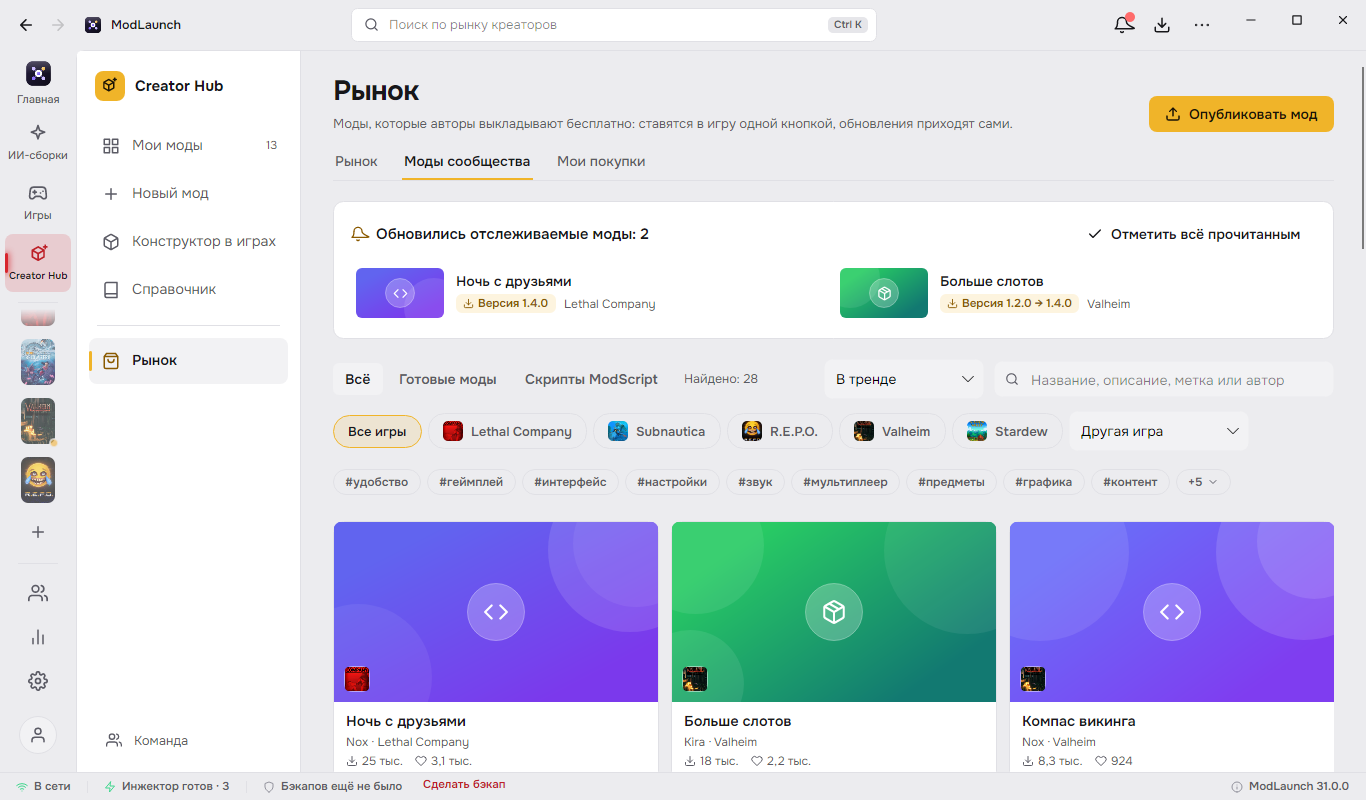 ModLaunch
Поиск по рынку креаторов
Ctrl K
Главная
ИИ-сборки
Игры
Creator Hub
Creator Hub
Мои моды 13
Новый мод
Конструктор в играх
Справочник
Рынок
Команда
Рынок
Моды, которые авторы выкладывают бесплатно: ставятся в игру одной кнопкой, обновления приходят сами.
Опубликовать мод
Рынок Моды сообщества Мои покупки
Обновились отслеживаемые моды: 2
Отметить всё прочитанным
Ночь с друзьями
Версия 1.4.0 Lethal Company
Больше слотов
Версия 1.2.0 → 1.4.0 Valheim
Всё Готовые моды Скрипты ModScript Найдено: 28
В тренде
Название, описание, метка или автор
Все игры Lethal Company Subnautica R.E.P.O. Valheim Stardew Другая игра
#удобство #геймплей #интерфейс #настройки #звук #мультиплеер #предметы #графика #контент +5
Ночь с друзьями
Nox · Lethal Company
25 тыс. 3,1 тыс.
Больше слотов
Kira · Valheim
18 тыс. 2,2 тыс.
Компас викинга
Nox · Valheim
8,3 тыс. 924
В сети
Инжектор готов · 3
Бэкапов ещё не было
Сделать бэкап
ModLaunch 31.0.0